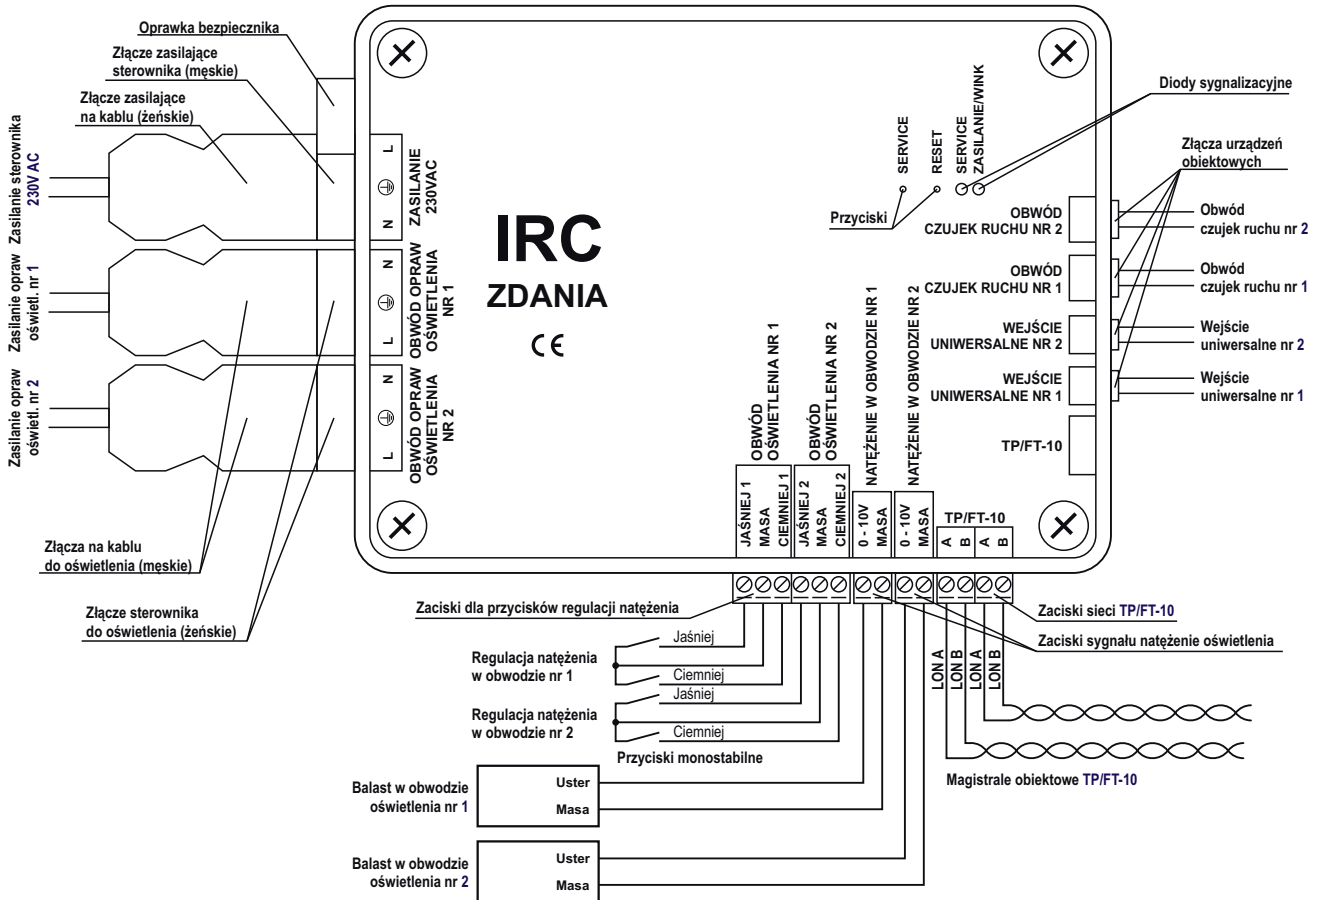 Oprawka bezpiecznika
Złącze zasilające
sterownika (męskie)
Złącze zasilające
na kablu (żeńskie)
Zasilanie sterownika
230V AC
Zasilanie opraw
oświetl. nr 1
Zasilanie opraw
oświetl. nr 2
L
N
ZASILANIE
230VAC
N
L
OBWÓD OPRAW
OŚWIETLENIA
NR 1
N
L
OBWÓD OPRAW
OŚWIETLENIA
NR 2
Złącza na kablu
do oświetlenia (męskie)
Złącze sterownika
do oświetlenia (żeńskie)
IRC
ZDANIA
CE
SERVICE
RESET
SERVICE
ZASILANIE/WINK
Przyciski
Diody sygnalizacyjne
Złącza urządzeń
obiektowych
OBWÓD
CZUJEK RUCHU NR 2
Obwód
czujek ruchu nr 2
OBWÓD
CZUJEK RUCHU NR 1
Obwód
czujek ruchu nr 1
WEJŚCIE
UNIWERSALNE NR 2
Wejście
uniwersalne nr 2
WEJŚCIE
UNIWERSALNE NR 1
Wejście
uniwersalne nr 1
TP/FT-10
OBWÓD
OŚWIETLENIA NR 1
OBWÓD
OŚWIETLENIA NR 2
NATĘŻENIE W OBWODZIE NR 1
NATĘŻENIE W OBWODZIE NR 2
JAŚNIEJ 1
MASA
CIEMNIEJ 1
JAŚNIEJ 2
MASA
CIEMNIEJ 2
0 - 10V
MASA
0 - 10V
MASA
TP/FT-10
A
B
A
B
Zaciski dla przycisków regulacji natężenia
Zaciski sieci TP/FT-10
Zaciski sygnału natężenie oświetlenia
Regulacja natężenia
w obwodzie nr 1
Jaśniej
Ciemniej
Regulacja natężenia
w obwodzie nr 2
Jaśniej
Ciemniej
Przyciski monostabilne
LON A
LON B
LON A
LON B
Magistrale obiektowe TP/FT-10
Balast w obwodzie
oświetlenia nr 1
Uster
Masa
Balast w obwodzie
oświetlenia nr 2
Uster
Masa